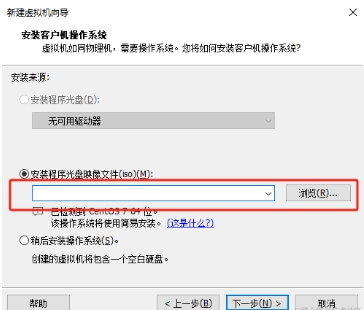 新建虚拟机向导
安装客户机操作系统
虚拟机如同物理机，需要操作系统。您将如何安装客户机操作系统?
安装来源:
安装程序光盘(D):
无可用驱动器
安装程序光盘映像文件(iso)(M):
浏览(R)...
已检测到 CentOS 7 64 位。
该操作系统将使用简易安装。 (这是什么?)
稍后安装操作系统(S)。
创建的虚拟机将包含一个空白硬盘。
帮助
< 上一步(B)
下一步(N) >
取消